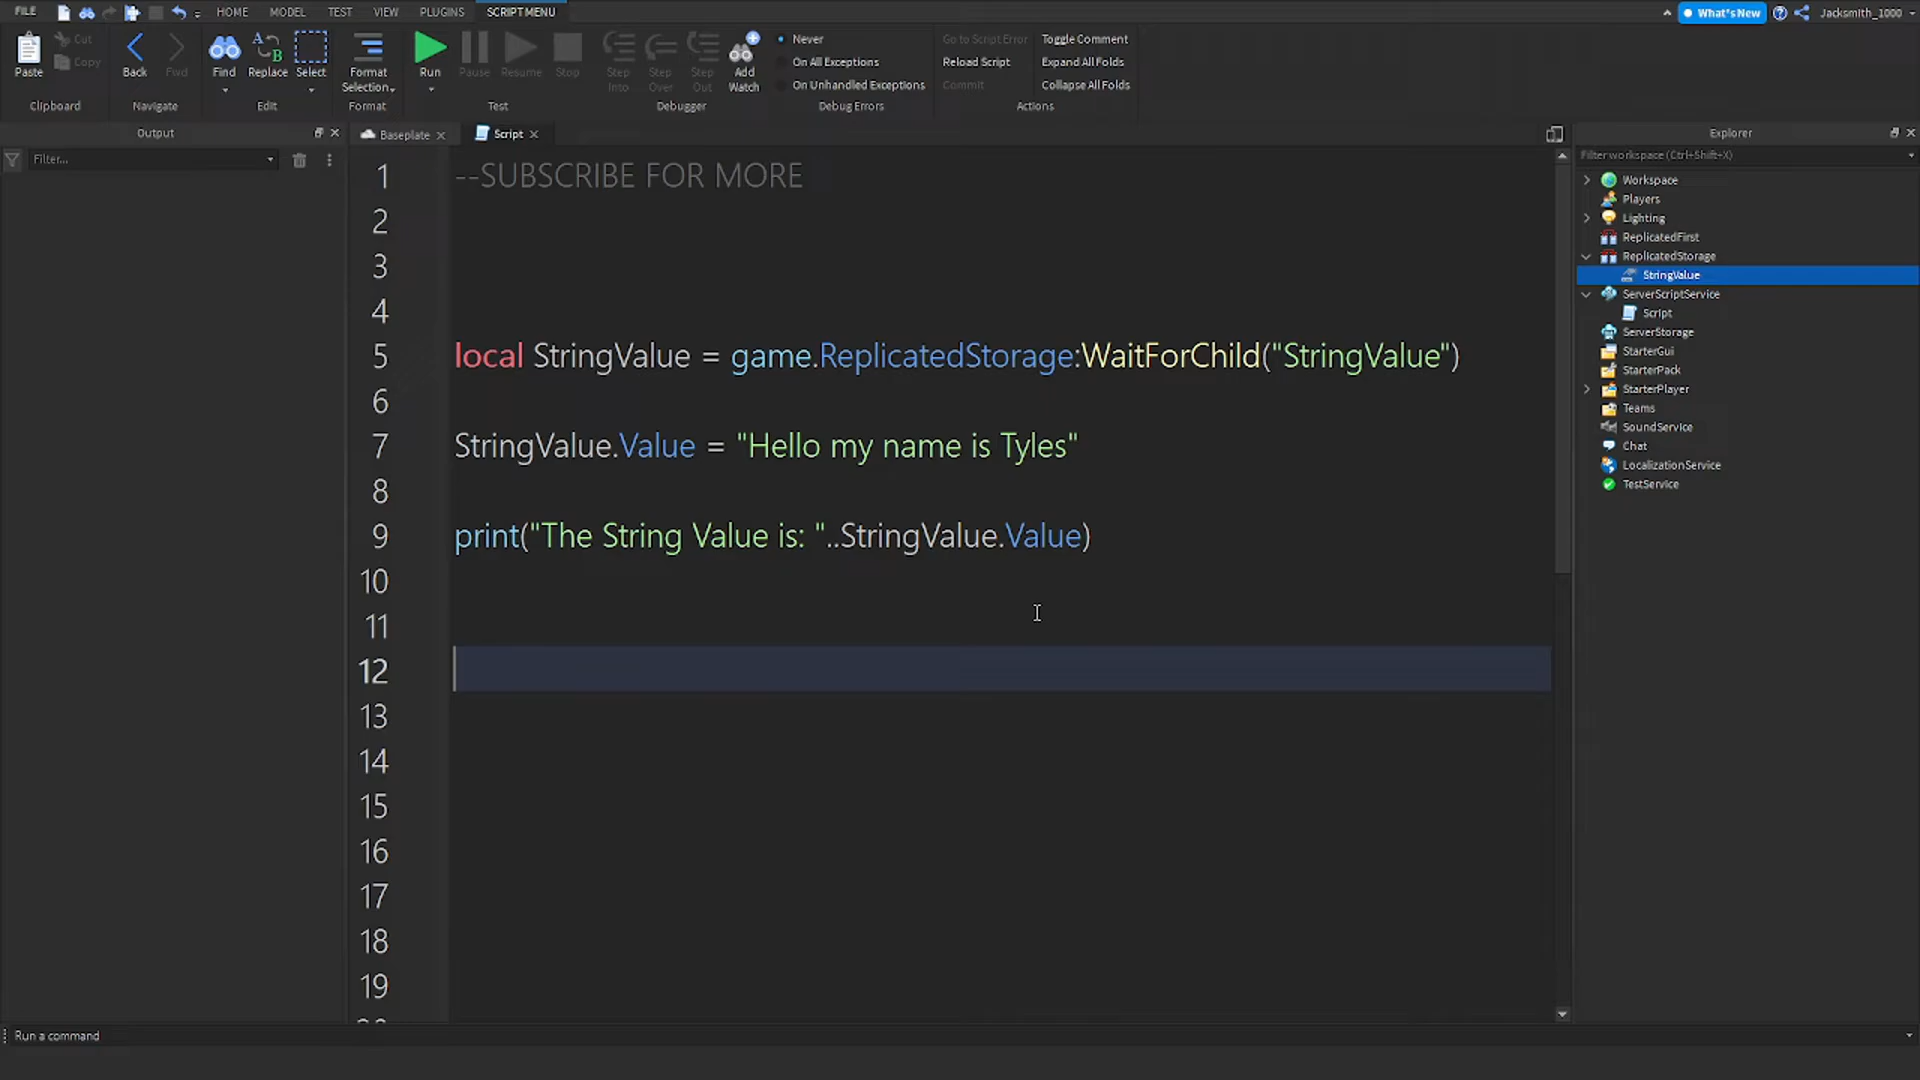 FILE HOME MODEL TEST VIEW PLUGINS SCRIPT MENU What's New Jacksmith_1000
Paste Cut Copy Clipboard
Back Fwd Navigate
Find Replace Select Edit
Format Selection Format
Run Pause Resume Stop Test
Step Into Step Over Step Out Add Watch Debugger
Never
On All Exceptions
On Unhandled Exceptions
Debug Errors
Go to Script Error
Reload Script
Commit
Toggle Comment
Expand All Folds
Collapse All Folds
Actions
Output
Filter...
Baseplate Script
1 --SUBSCRIBE FOR MORE
2
3
4
5 local StringValue = game.ReplicatedStorage:WaitForChild("StringValue")
6
7 StringValue.Value = "Hello my name is Tyles"
8
9 print("The String Value is: "..StringValue.Value)
10
11
12
13
14
15
16
17
18
19
Explorer
Filter workspace (Ctrl+Shift+X)
Workspace
Players
Lighting
ReplicatedFirst
ReplicatedStorage
StringValue
ServerScriptService
Script
ServerStorage
StarterGui
StarterPack
StarterPlayer
Teams
SoundService
Chat
LocalizationService
TestService
Run a command